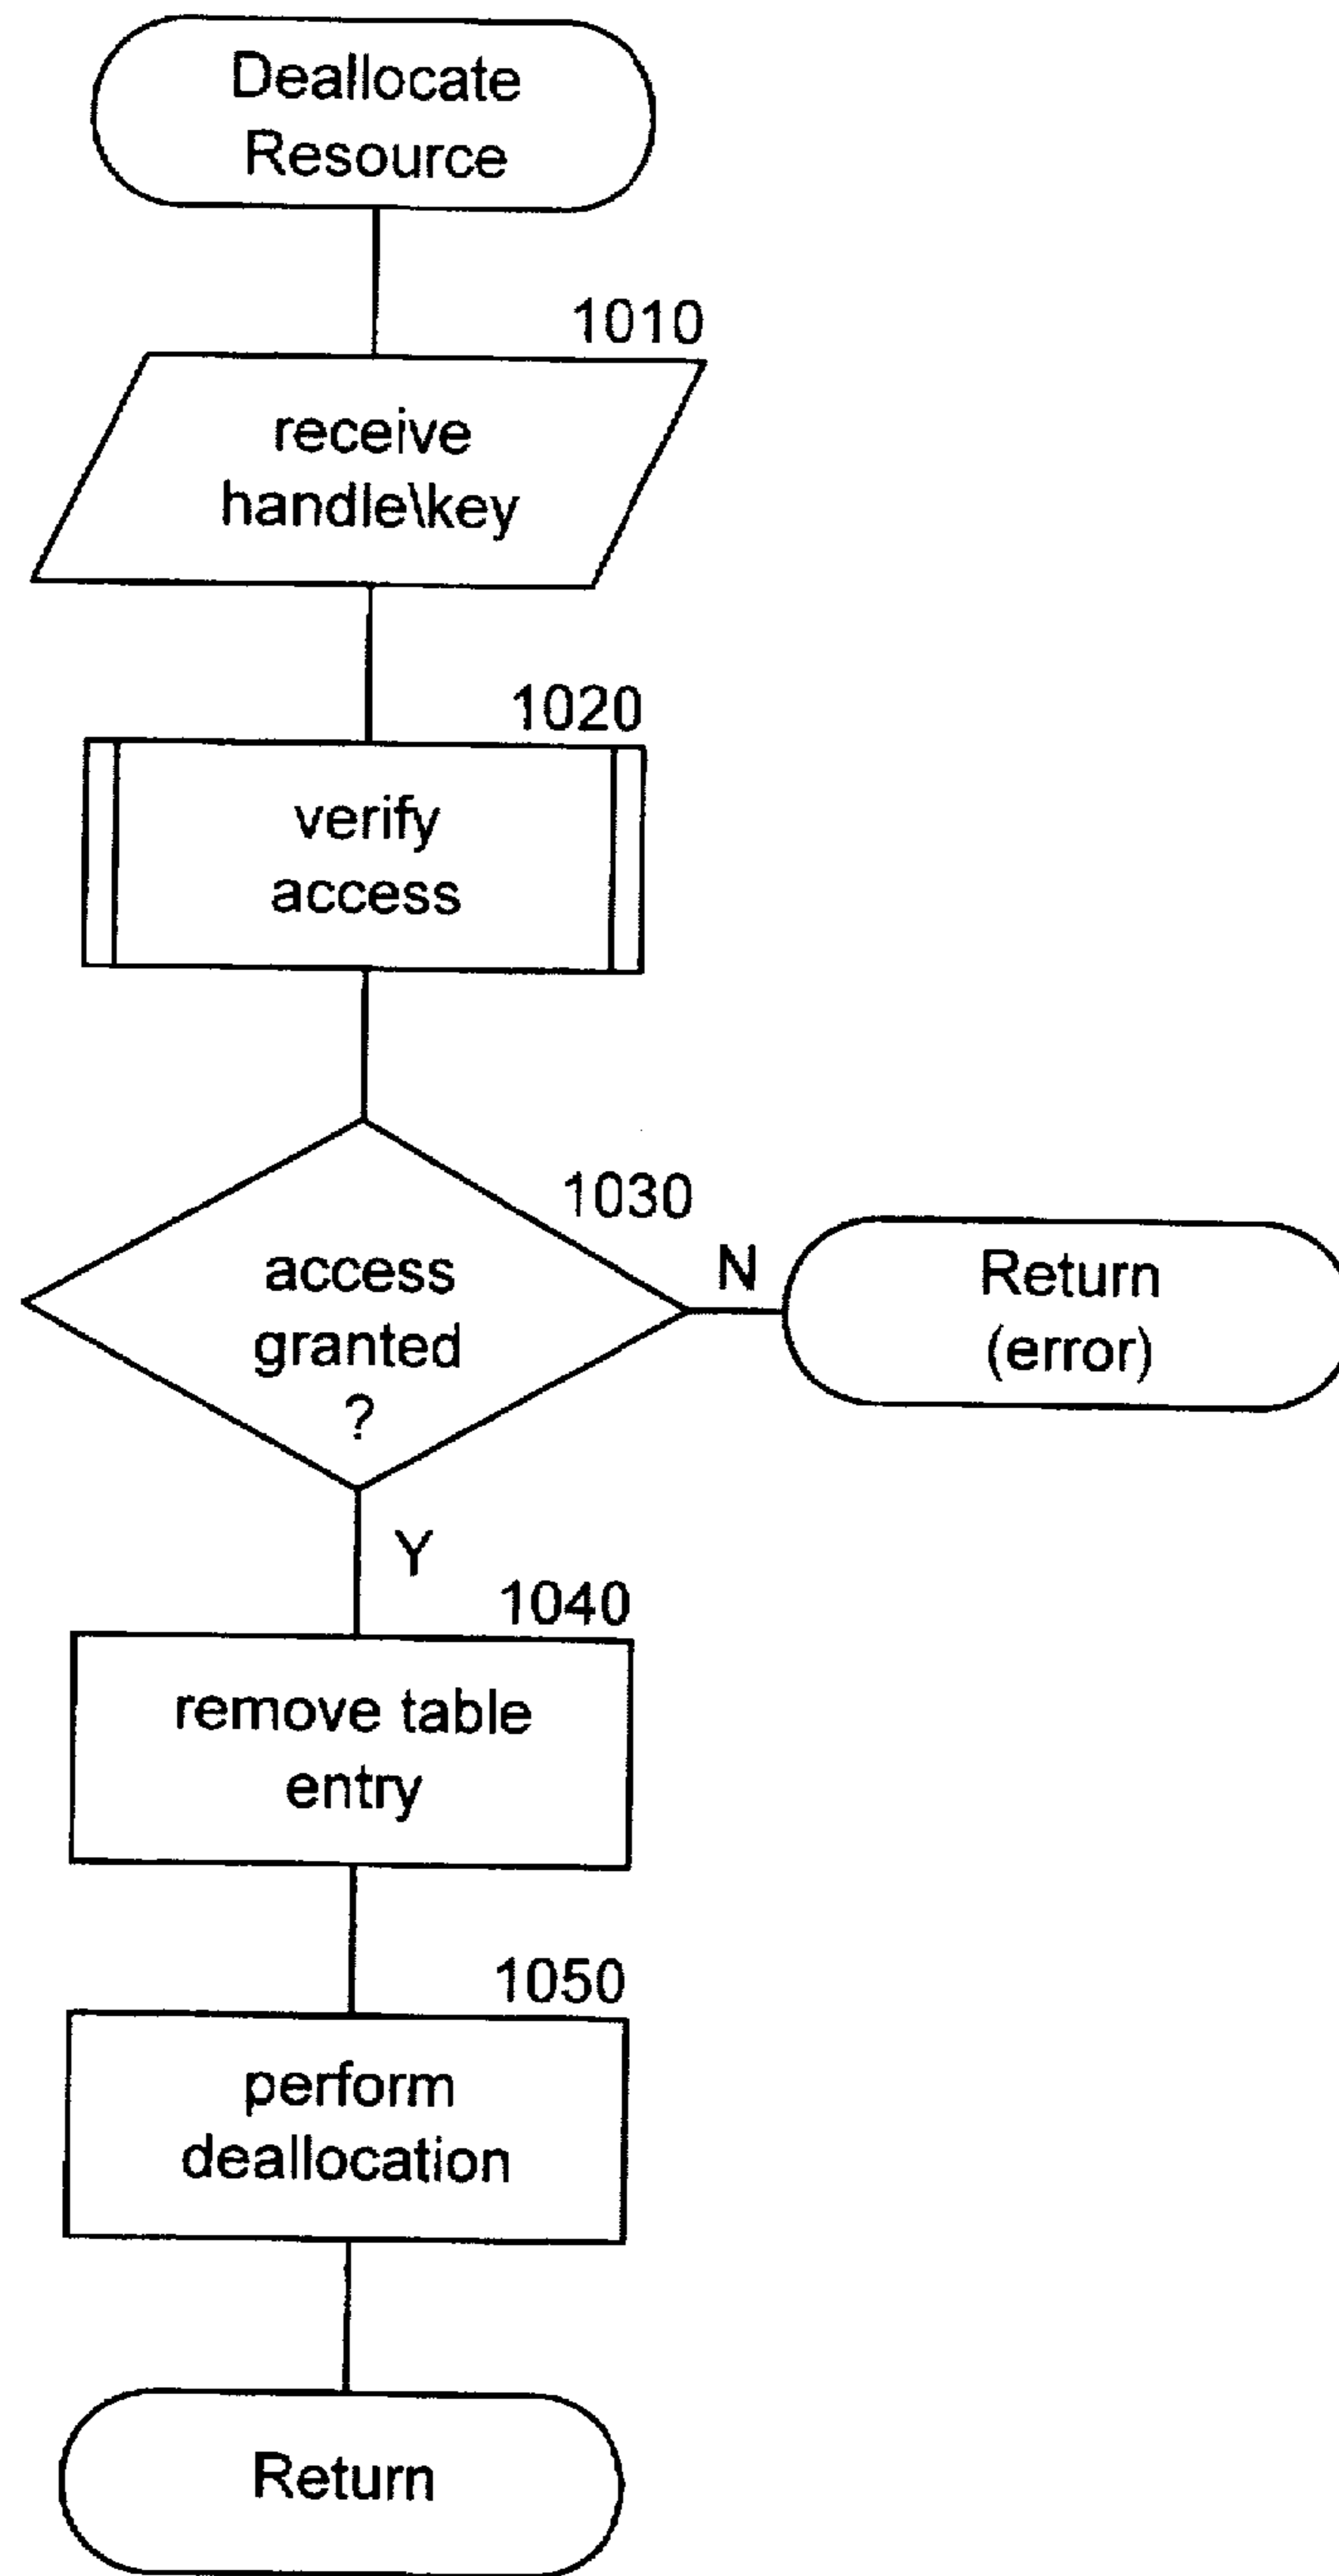 Deallocate
Resource
1010
receive
handle\key
1020
verify
access
1030
access
granted
?
N
Return
(error)
Y
1040
remove table
entry
1050
perform
deallocation
Return